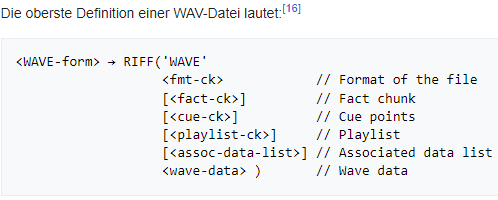 Die oberste Definition einer WAV-Datei lautet:[16]
<WAVE-form> → RIFF('WAVE'
                   <fmt-ck>            // Format of the file
                   [<fact-ck>]         // Fact chunk
                   [<cue-ck>]          // Cue points
                   [<playlist-ck>]     // Playlist
                   [<assoc-data-list>] // Associated data list
                   <wave-data> )       // Wave data